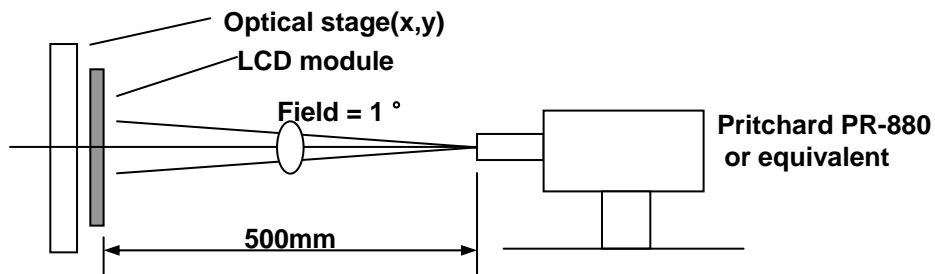 Optical stage(x,y)
LCD module
Field = 1 °
Pritchard PR-880
or equivalent
500mm